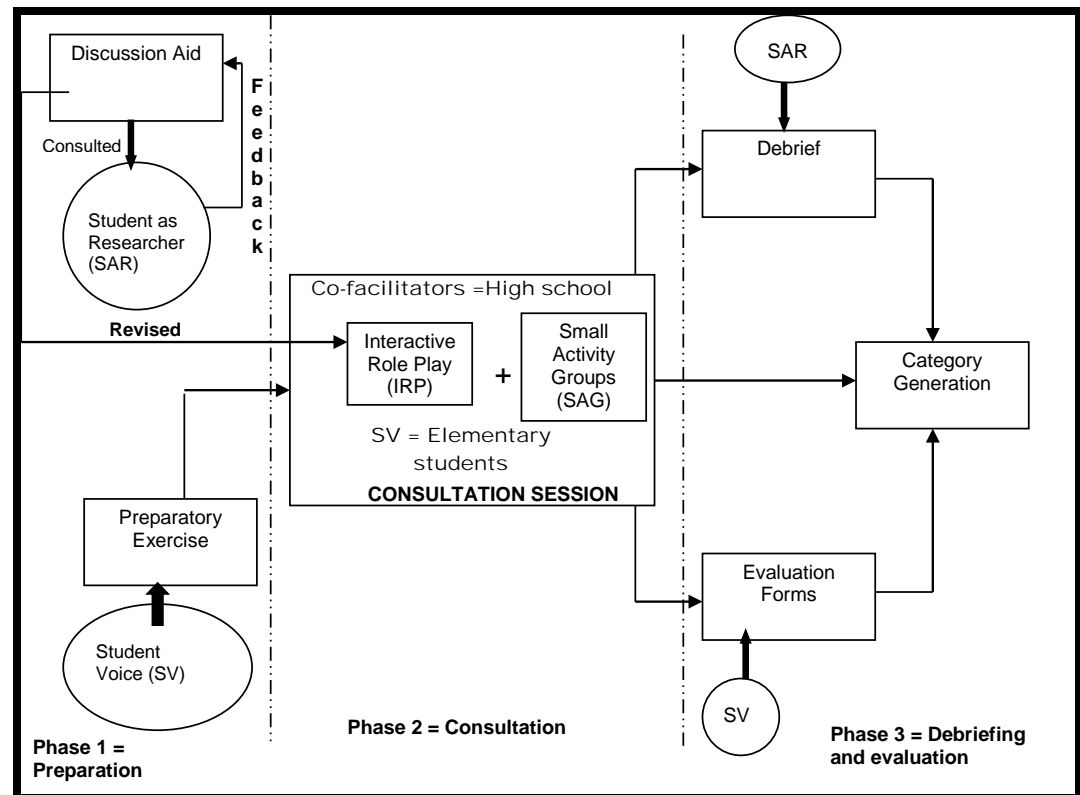 Discussion Aid
Feedback
Consulted
Student as
Researcher
(SAR)
Revised
Preparatory
Exercise
Student
Voice (SV)
Phase 1 =
Preparation
Co-facilitators =High school
Interactive
Role Play
(IRP)
+
Small
Activity
Groups
(SAG)
SV = Elementary
students
CONSULTATION SESSION
Phase 2 = Consultation
SAR
Debrief
Category
Generation
Evaluation
Forms
SV
Phase 3 = Debriefing
and evaluation